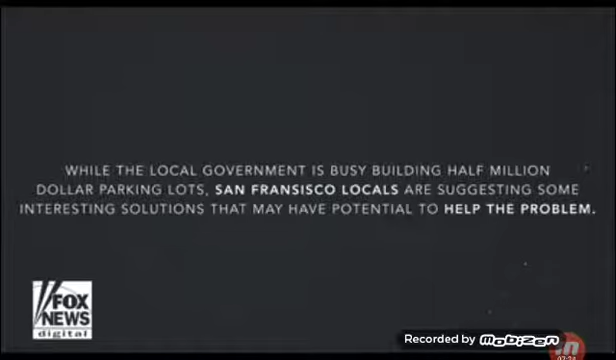 WHILE THE LOCAL GOVERNMENT IS BUSY BUILDING HALF MILLION
DOLLAR PARKING LOTS, SAN FRANSISCO LOCALS ARE SUGGESTING SOME
INTERESTING SOLUTIONS THAT MAY HAVE POTENTIAL TO HELP THE PROBLEM.
FOX
NEWS
digital
Recorded by mobizen